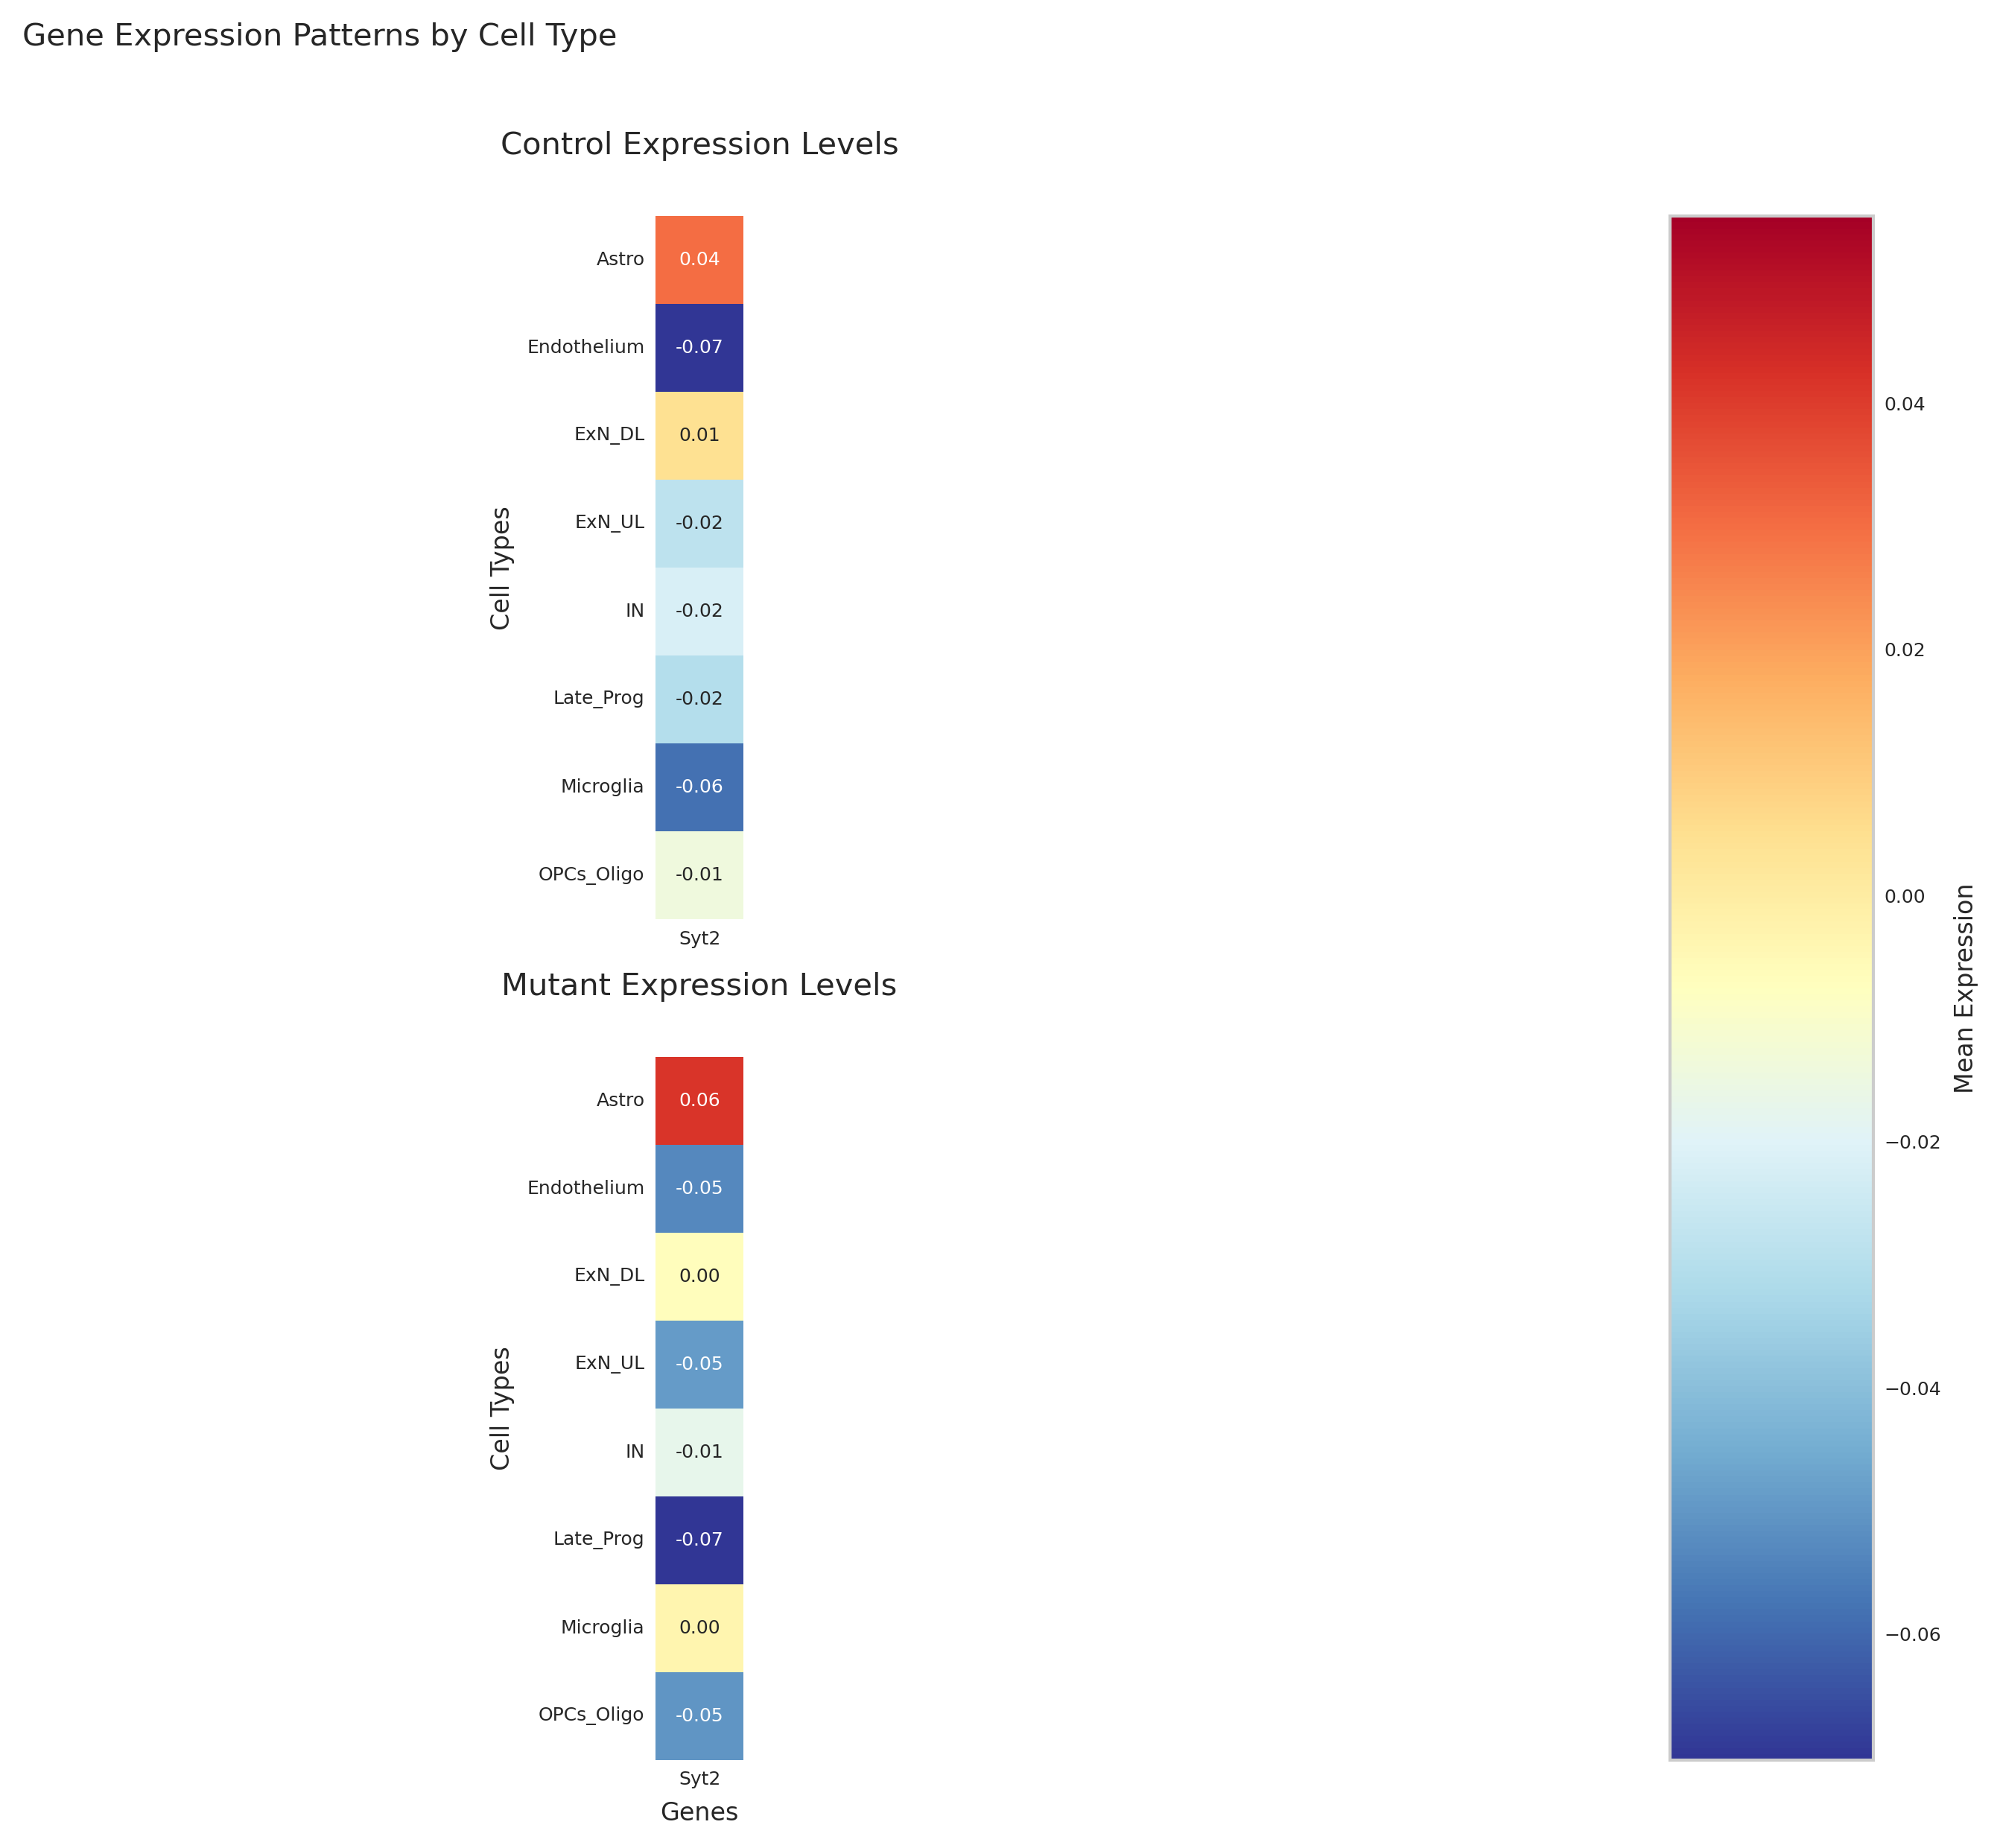 Gene Expression Patterns by Cell Type
Control Expression Levels
Cell Types
Astro 0.04
Endothelium -0.07
ExN_DL 0.01
ExN_UL -0.02
IN -0.02
Late_Prog -0.02
Microglia -0.06
OPCs_Oligo -0.01
Syt2
Mutant Expression Levels
Cell Types
Astro 0.06
Endothelium -0.05
ExN_DL 0.00
ExN_UL -0.05
IN -0.01
Late_Prog -0.07
Microglia 0.00
OPCs_Oligo -0.05
Syt2
Genes
0.04
0.02
0.00
−0.02
−0.04
−0.06
Mean Expression